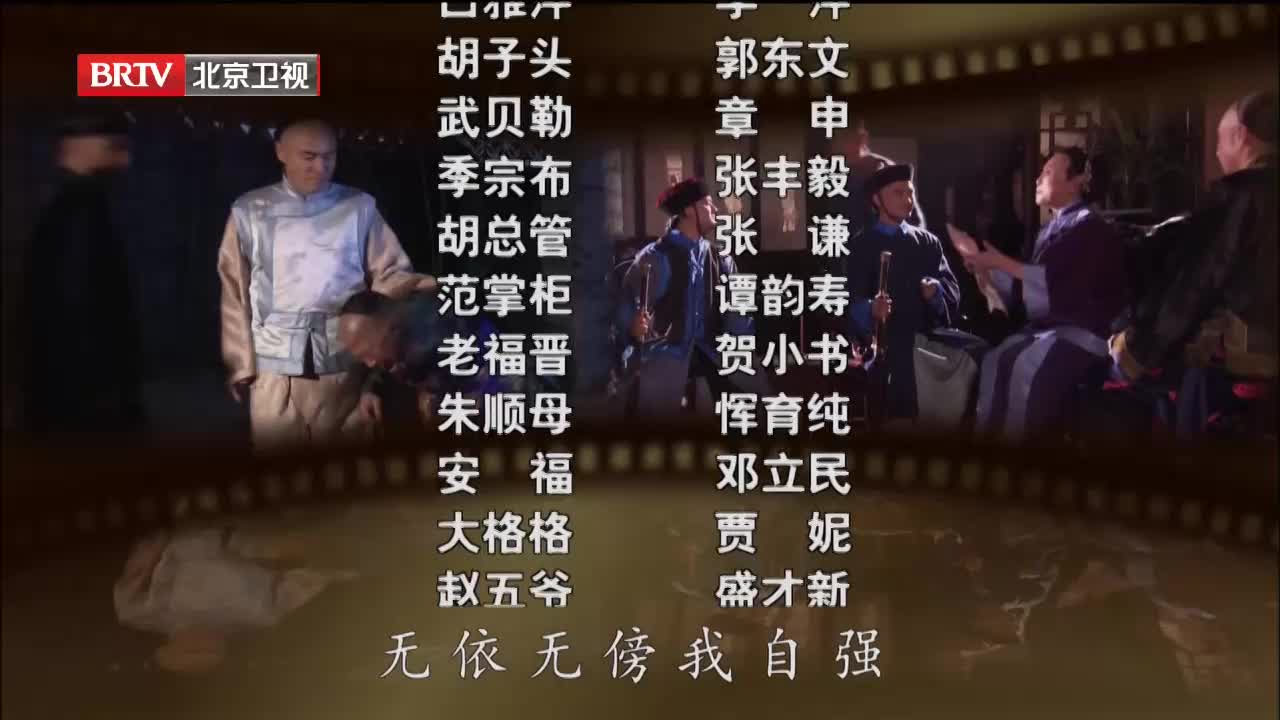 BRTV 北京卫视
胡子头 郭东文
武贝勒 章申
季宗布 张丰毅
胡总管 张谦
范掌柜 谭韵寿
老福晋 贺小书
朱顺母 恽育纯
安福 邓立民
大格格 贾妮
赵五爷 盛才新
无依无傍我自强